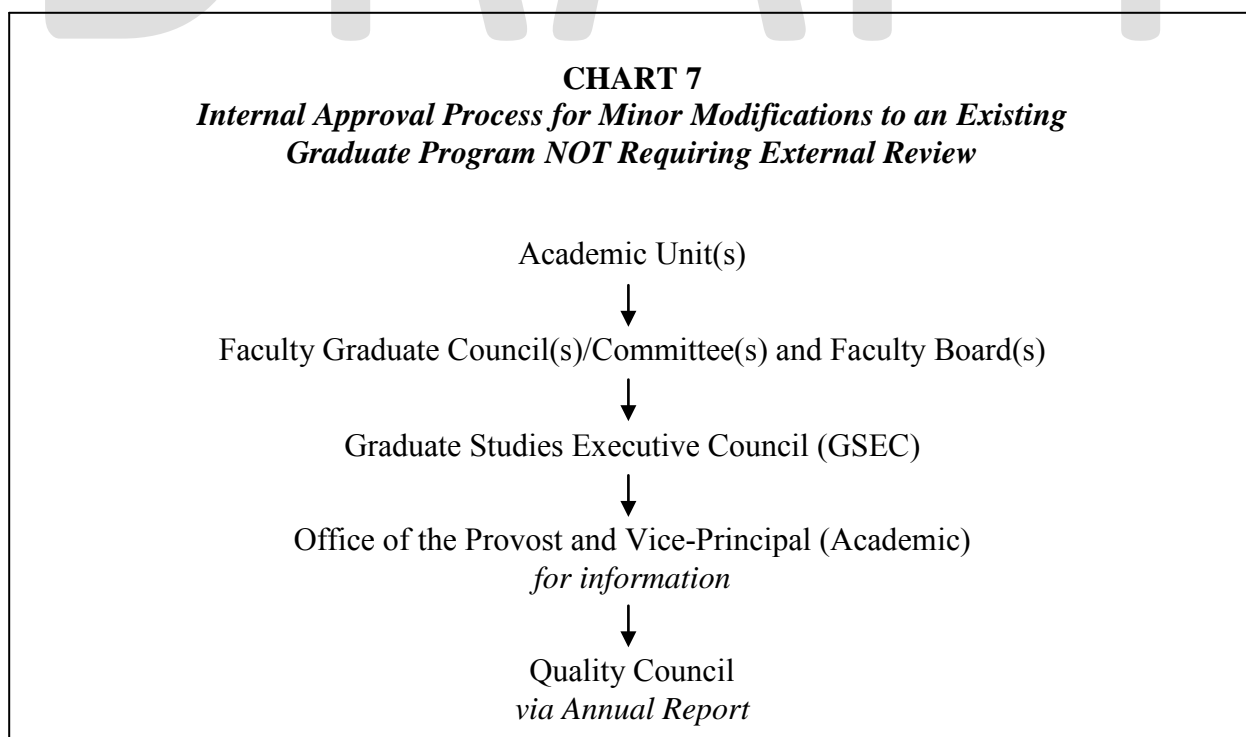 DRAFT
CHART 7
Internal Approval Process for Minor Modifications to an Existing
Graduate Program NOT Requiring External Review
Academic Unit(s)
Faculty Graduate Council(s)/Committee(s) and Faculty Board(s)
Graduate Studies Executive Council (GSEC)
Office of the Provost and Vice-Principal (Academic)
for information
Quality Council
via Annual Report